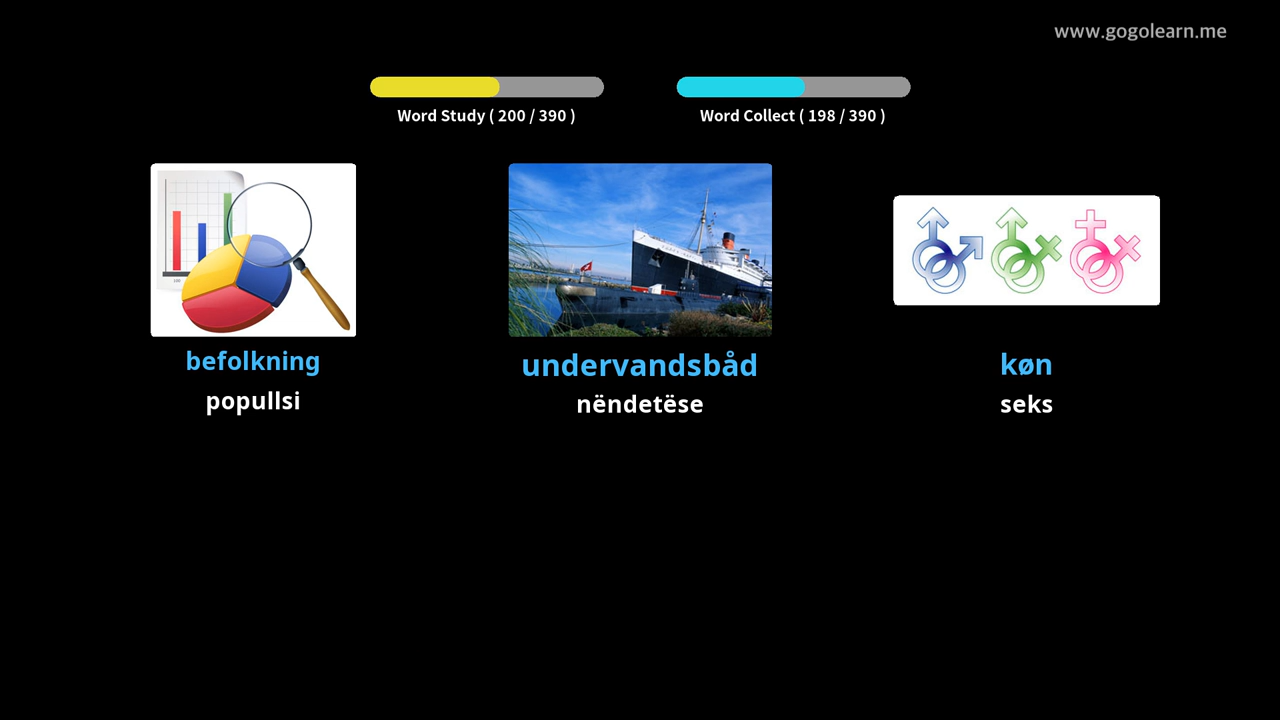 www.gogolearn.me
Word Study ( 200 / 390 )
Word Collect ( 198 / 390 )
befolkning
undervandsbåd
køn
popullsi
nëndetëse
seks